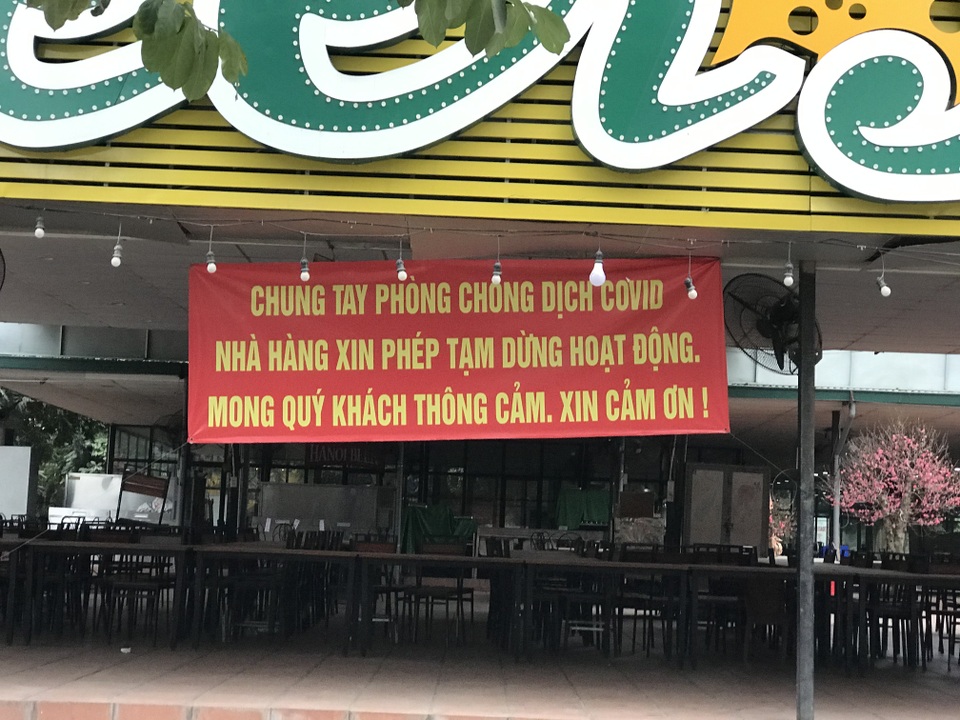 CHUNG TAY PHÒNG CHỐNG DỊCH COVID
NHÀ HÀNG XIN PHÉP TẠM DỪNG HOẠT ĐỘNG.
MONG QUÝ KHÁCH THÔNG CẢM. XIN CẢM ƠN !